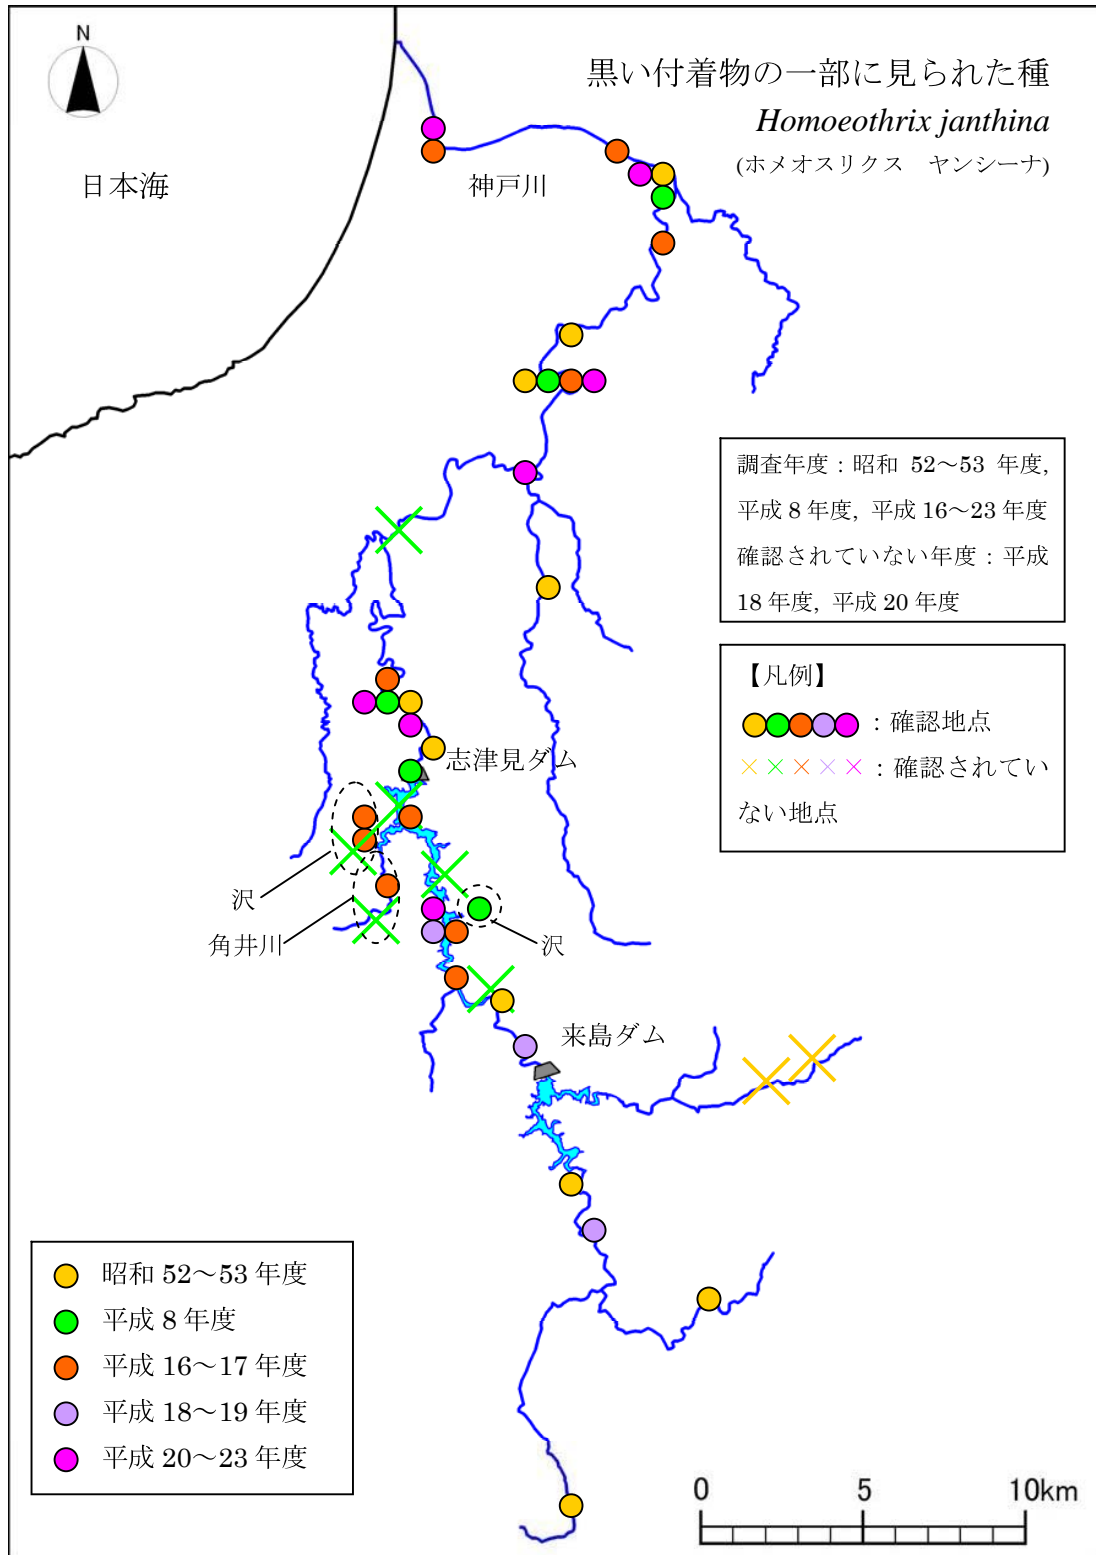 N
黒い付着物の一部に見られた種
Homoeothrix janthina
(ホメオスリクス　ヤンシーナ)
日本海
神戸川
調査年度：昭和 52～53 年度,
平成 8 年度, 平成 16～23 年度
確認されていない年度：平成
18 年度, 平成 20 年度
【凡例】
：確認地点
：確認されてい
ない地点
志津見ダム
沢
角井川
沢
来島ダム
昭和 52～53 年度
平成 8 年度
平成 16～17 年度
平成 18～19 年度
平成 20～23 年度
0 5 10km